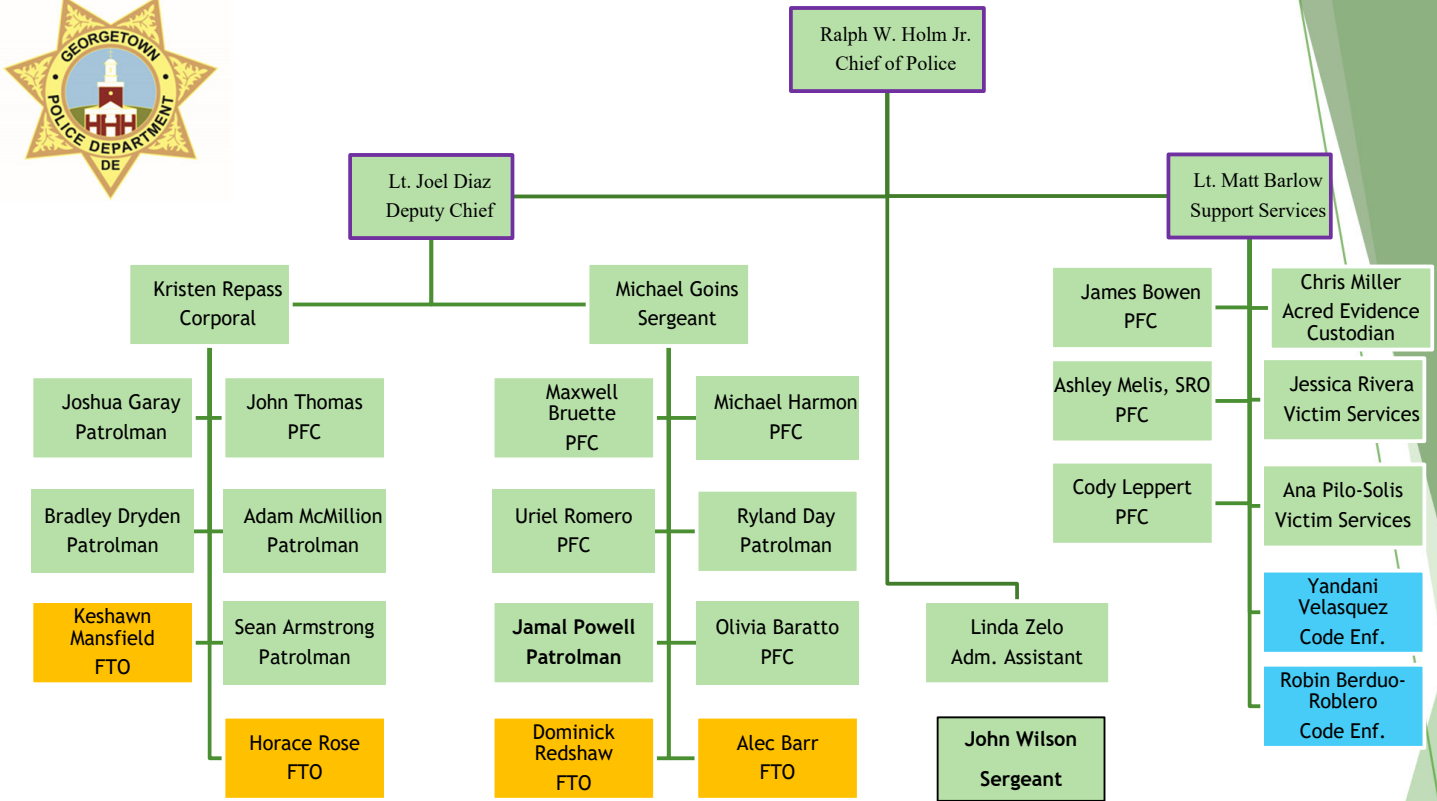 GEORGETOWN
POLICE DEPARTMENT
DE
Ralph W. Holm Jr.
Chief of Police
Lt. Joel Diaz
Deputy Chief
Lt. Matt Barlow
Support Services
Kristen Repass
Corporal
Michael Goins
Sergeant
James Bowen
PFC
Chris Miller
Acred Evidence
Custodian
Joshua Garay
Patrolman
John Thomas
PFC
Maxwell
Bruette
PFC
Michael Harmon
PFC
Ashley Melis, SRO
PFC
Jessica Rivera
Victim Services
Bradley Dryden
Patrolman
Adam McMillion
Patrolman
Uriel Romero
PFC
Ryland Day
Patrolman
Cody Leppert
PFC
Ana Pilo-Solis
Victim Services
Keshawn
Mansfield
FTO
Sean Armstrong
Patrolman
Jamal Powell
Patrolman
Olivia Baratto
PFC
Linda Zelo
Adm. Assistant
Yandani
Velasquez
Code Enf.
Robin Berduo-
Roblero
Code Enf.
Horace Rose
FTO
Dominick
Redshaw
FTO
Alec Barr
FTO
John Wilson
Sergeant